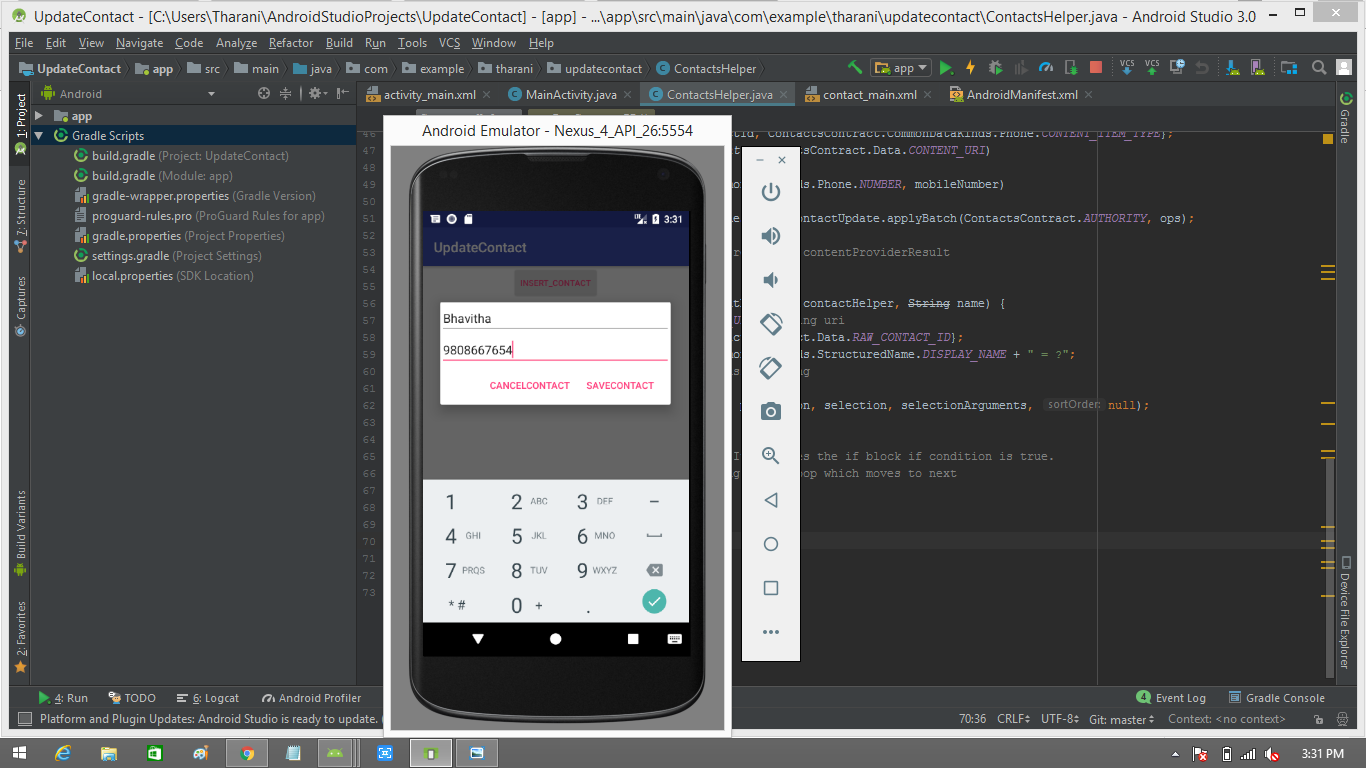 UpdateContact - [C:\Users\Tharani\AndroidStudioProjects\UpdateContact] - [app] - ...\app\src\main\java\com\example\tharani\updatecontact\ContactsHelper.java - Android Studio 3.0
File Edit View Navigate Code Analyze Refactor Build Run Tools VCS Window Help
UpdateContact app src main java com example tharani updatecontact ContactsHelper app VCS VCS
Android
activity_main.xml MainActivity.java ContactsHelper.java contact_main.xml AndroidManifest.xml
1: Project
7: Structure
Captures
Build Variants
2: Favorites
app
Gradle Scripts
build.gradle (Project: UpdateContact)
build.gradle (Module: app)
gradle-wrapper.properties (Gradle Version)
proguard-rules.pro (ProGuard Rules for app)
gradle.properties (Project Properties)
settings.gradle (Project Settings)
local.properties (SDK Location)
Android Emulator - Nexus_4_API_26:5554
3:31
UpdateContact
INSERT_CONTACT
Bhavitha
9808667654
CANCELCONTACT SAVECONTACT
1 2 ABC 3 DEF –
4 GHI 5 JKL 6 MNO
7 PRQS 8 TUV 9 WXYZ
* # 0 + .
46 ContactsContract.CommonDataKinds.Phone.CONTENT_ITEM_TYPE};
47 sContract.Data.CONTENT_URI)
48
49 ds.Phone.NUMBER, mobileNumber)
50
51 ontactUpdate.applyBatch(ContactsContract.AUTHORITY, ops);
52
53 contentProviderResult
54
55
56 contactHelper, String name) {
57 ng uri
58 ct.Data.RAW_CONTACT_ID};
59 ds.StructuredName.DISPLAY_NAME + " = ?";
60 ng
61
62 on, selection, selectionArguments, sortOrder: null);
63
64
65 es the if block if condition is true.
66 op which moves to next
67
68
69
70
71
72
73
Gradle
Device File Explorer
4: Run TODO 6: Logcat Android Profiler Event Log Gradle Console
Platform and Plugin Updates: Android Studio is ready to update. 70:36 CRLF UTF-8 Git: master Context: <no context>
3:31 PM